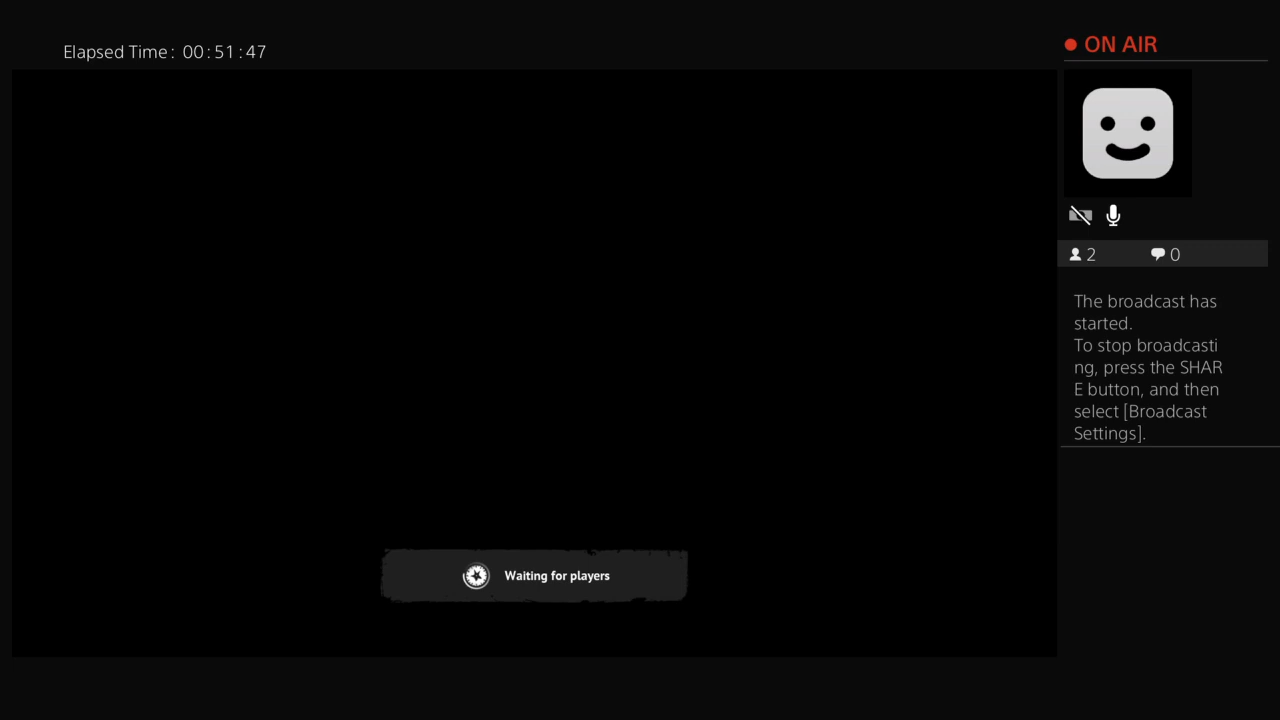 Elapsed Time: 00:51:47
ON AIR
2
0
The broadcast has
started.
To stop broadcasti
ng, press the SHAR
E button, and then
select [Broadcast
Settings].
Waiting for players